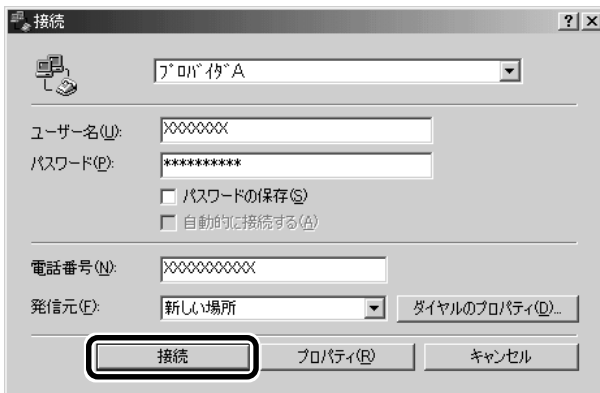 接続
ﾌﾟﾛﾊﾞｲﾀﾞA
ユーザー名(U): XXXXXXX
パスワード(P): **********
パスワードの保存(S)
自動的に接続する(A)
電話番号(N): XXXXXXXXXX
発信元(F): 新しい場所 ダイヤルのプロパティ(D)...
接続 プロパティ(R) キャンセル